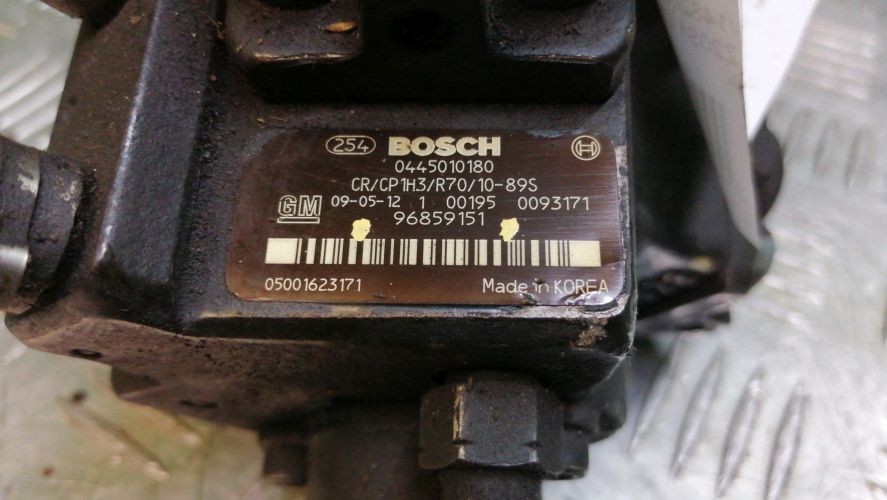 254 BOSCH
0445010180
CR/CP1H3/R70/10-89S
GM 09-05-12 1 00195 0093171
96859151
05001623171 Made in KOREA